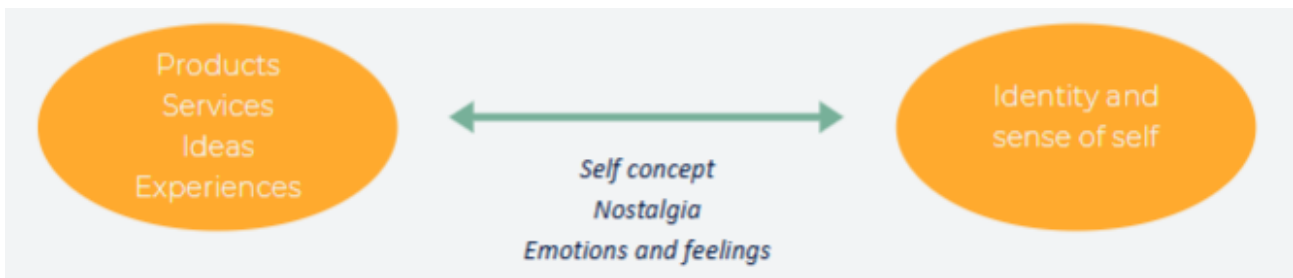 Products
Services
Ideas
Experiences
Self concept
Nostalgia
Emotions and feelings
Identity and
sense of self